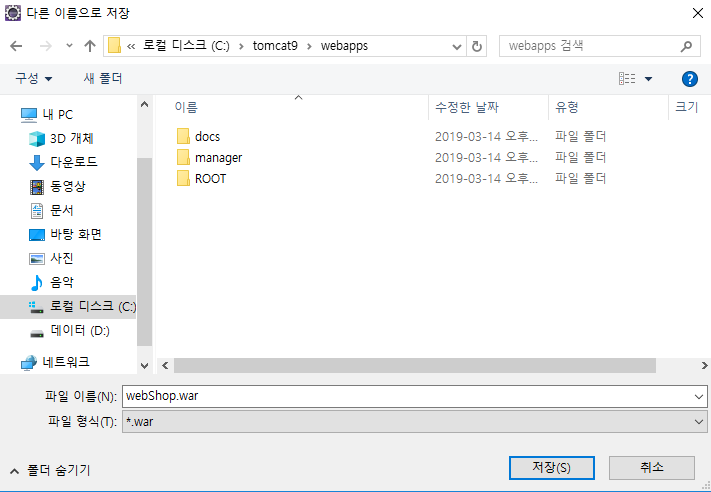 다른 이름으로 저장
« 로컬 디스크 (C:) › tomcat9 › webapps
webapps 검색
구성 새 폴더
내 PC
3D 개체
다운로드
동영상
문서
바탕 화면
사진
음악
로컬 디스크 (C:)
데이터 (D:)
네트워크
이름 수정한 날짜 유형 크기
docs 2019-03-14 오후... 파일 폴더
manager 2019-03-14 오후... 파일 폴더
ROOT 2019-03-14 오후... 파일 폴더
파일 이름(N): webShop.war
파일 형식(T): *.war
폴더 숨기기 저장(S) 취소